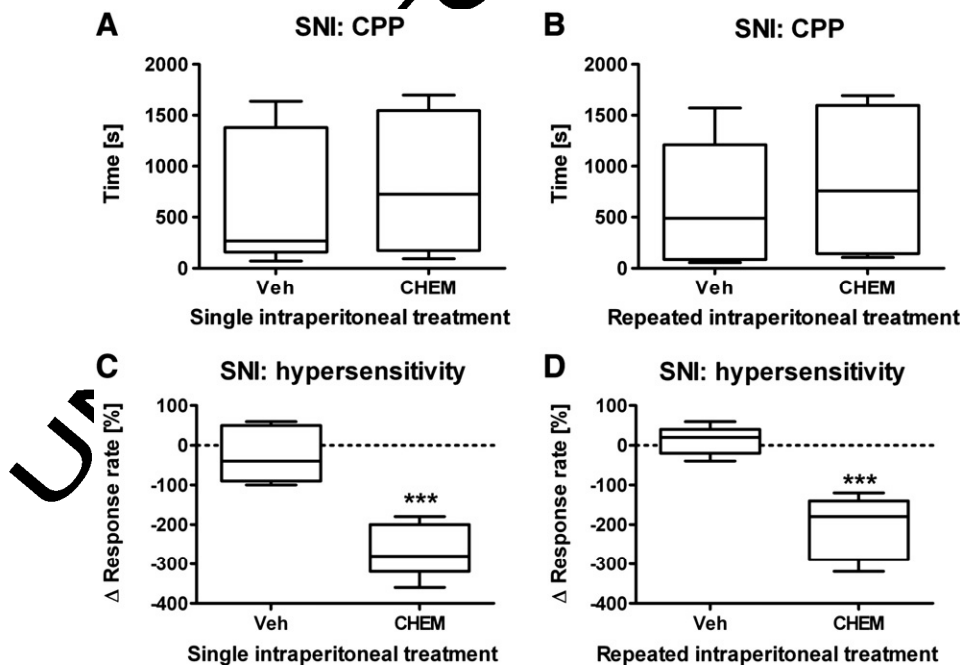 A
SNI: CPP
2000
1500
1000
500
0
Time [s]
Veh
CHEM
Single intraperitoneal treatment
B
SNI: CPP
2000
1500
1000
500
0
Time [s]
Veh
CHEM
Repeated intraperitoneal treatment
C
SNI: hypersensitivity
100
0
-100
-200
-300
-400
Δ Response rate [%]
***
Veh
CHEM
Single intraperitoneal treatment
D
SNI: hypersensitivity
100
0
-100
-200
-300
-400
Δ Response rate [%]
***
Veh
CHEM
Repeated intraperitoneal treatment